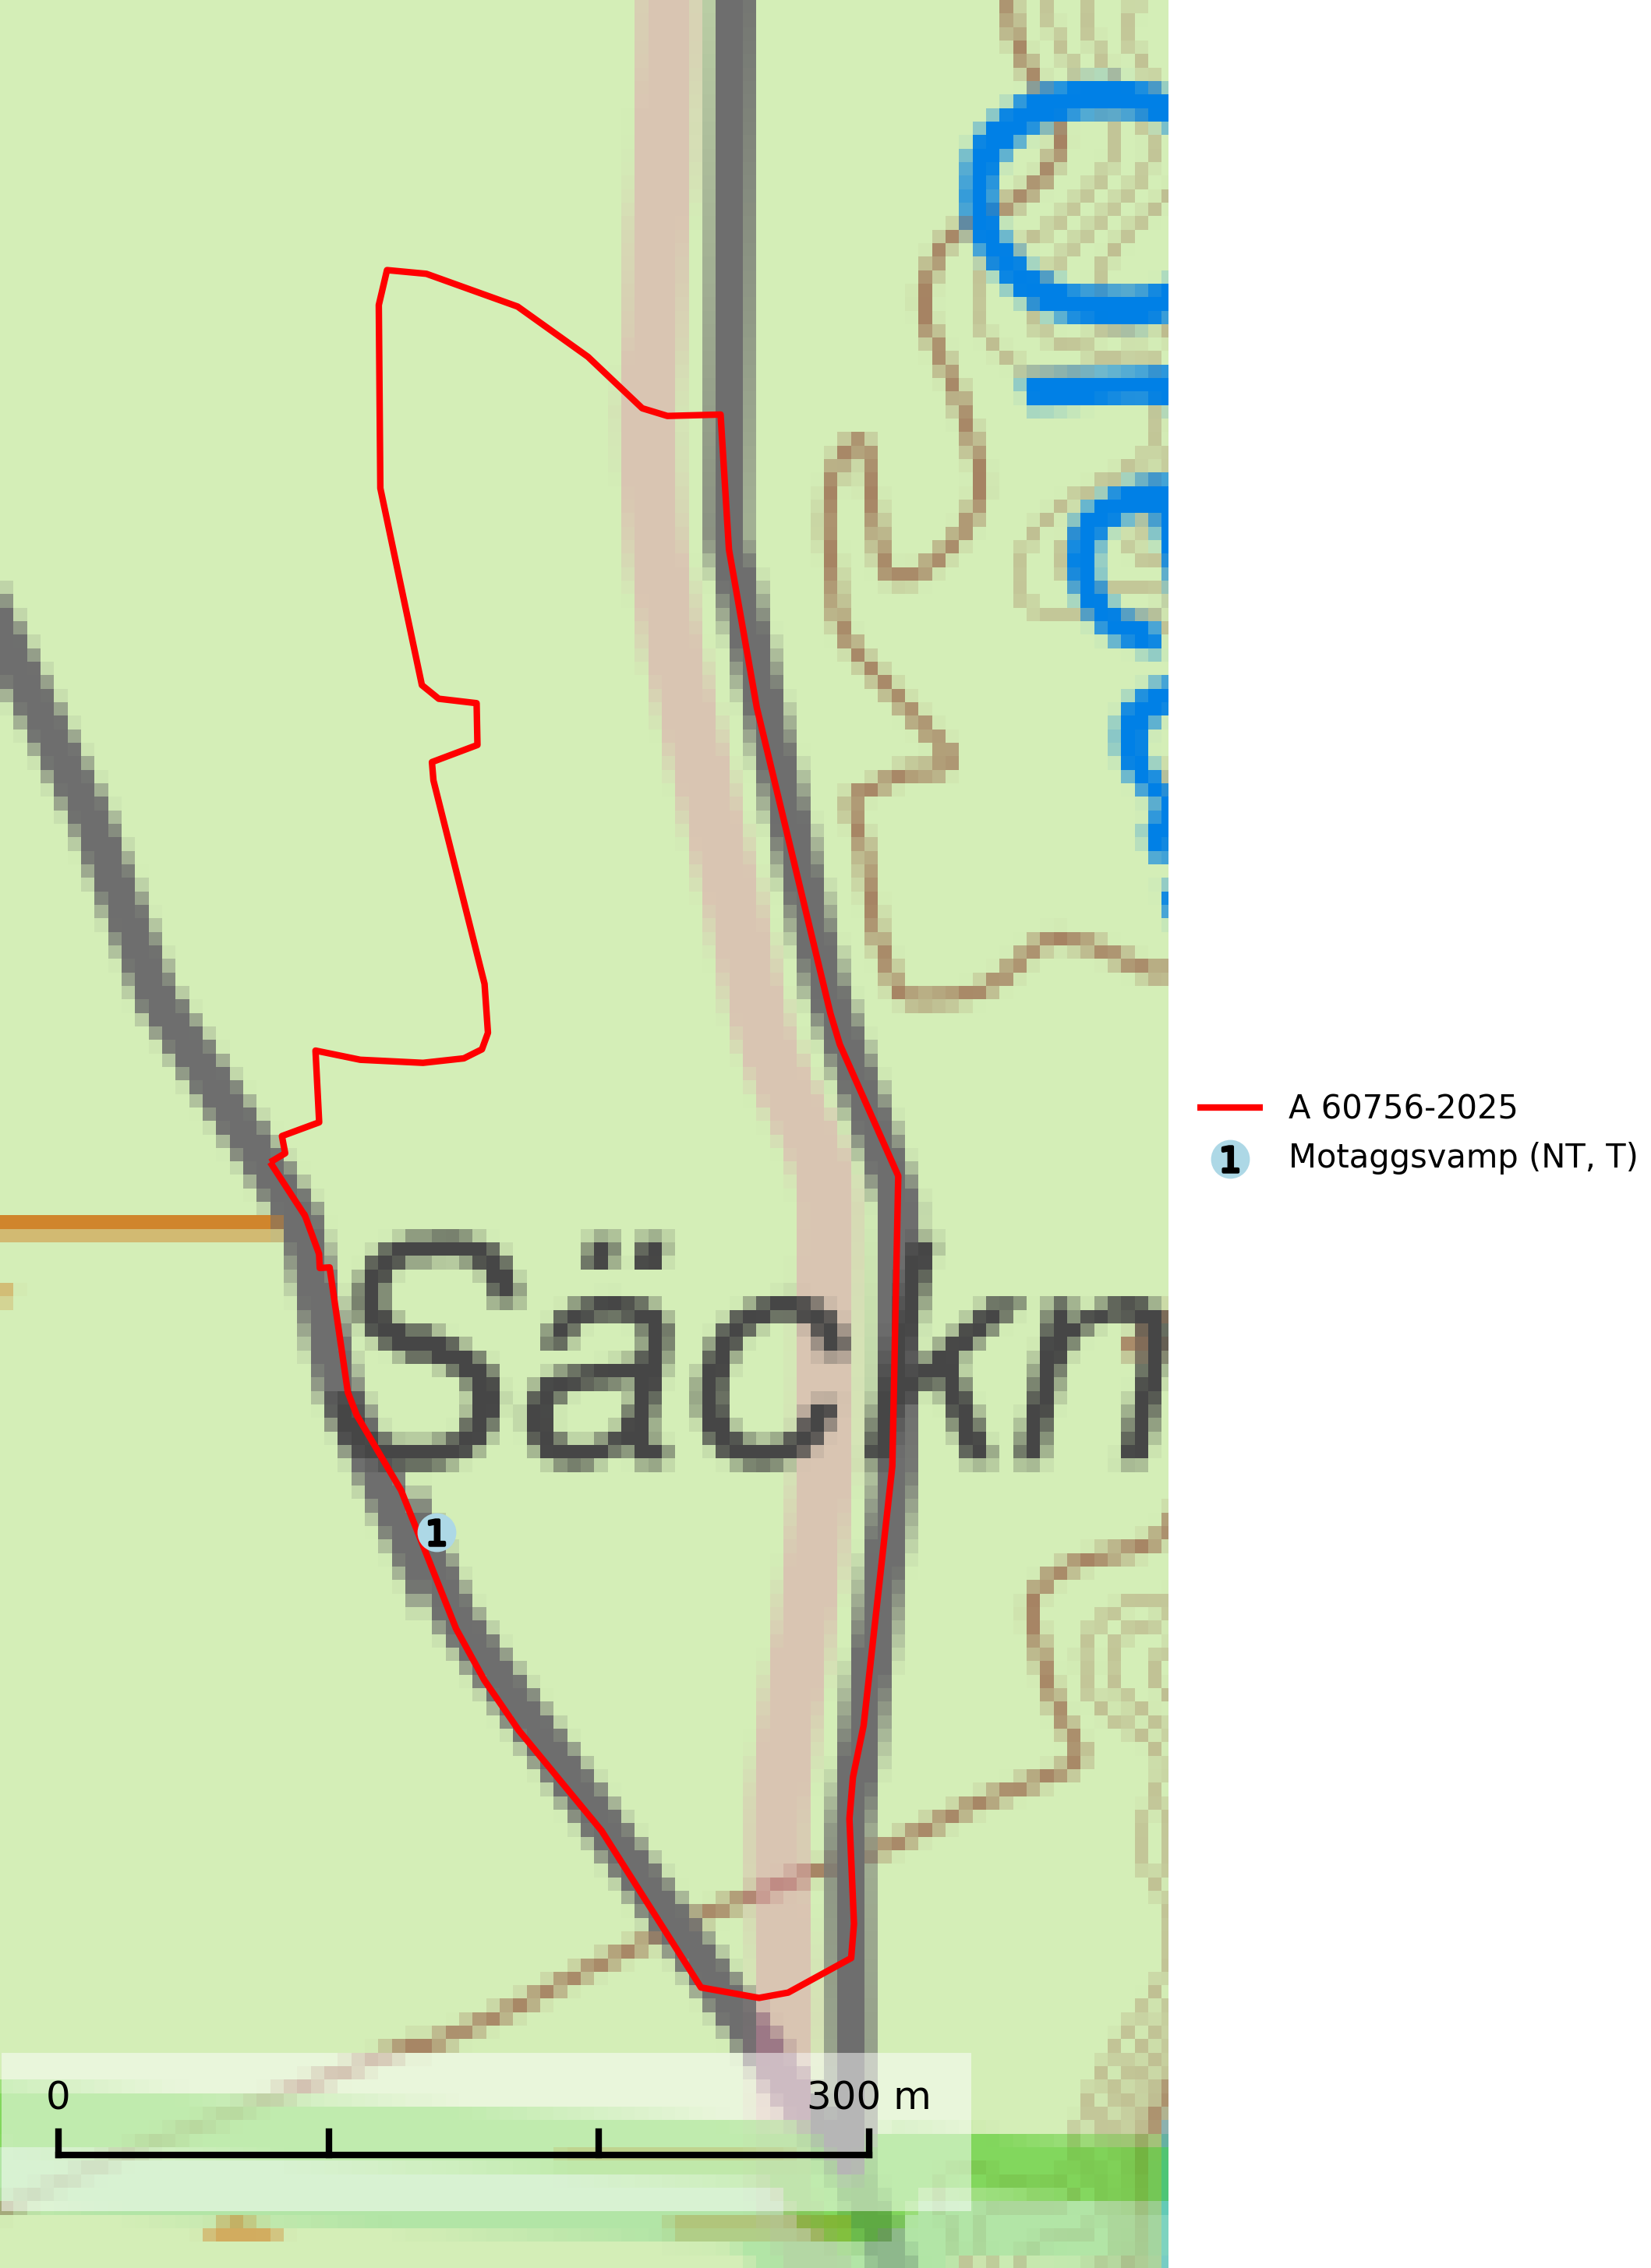 A 60756-2025
1 Motaggsvamp (NT, T)
Säckn
1
0 300 m